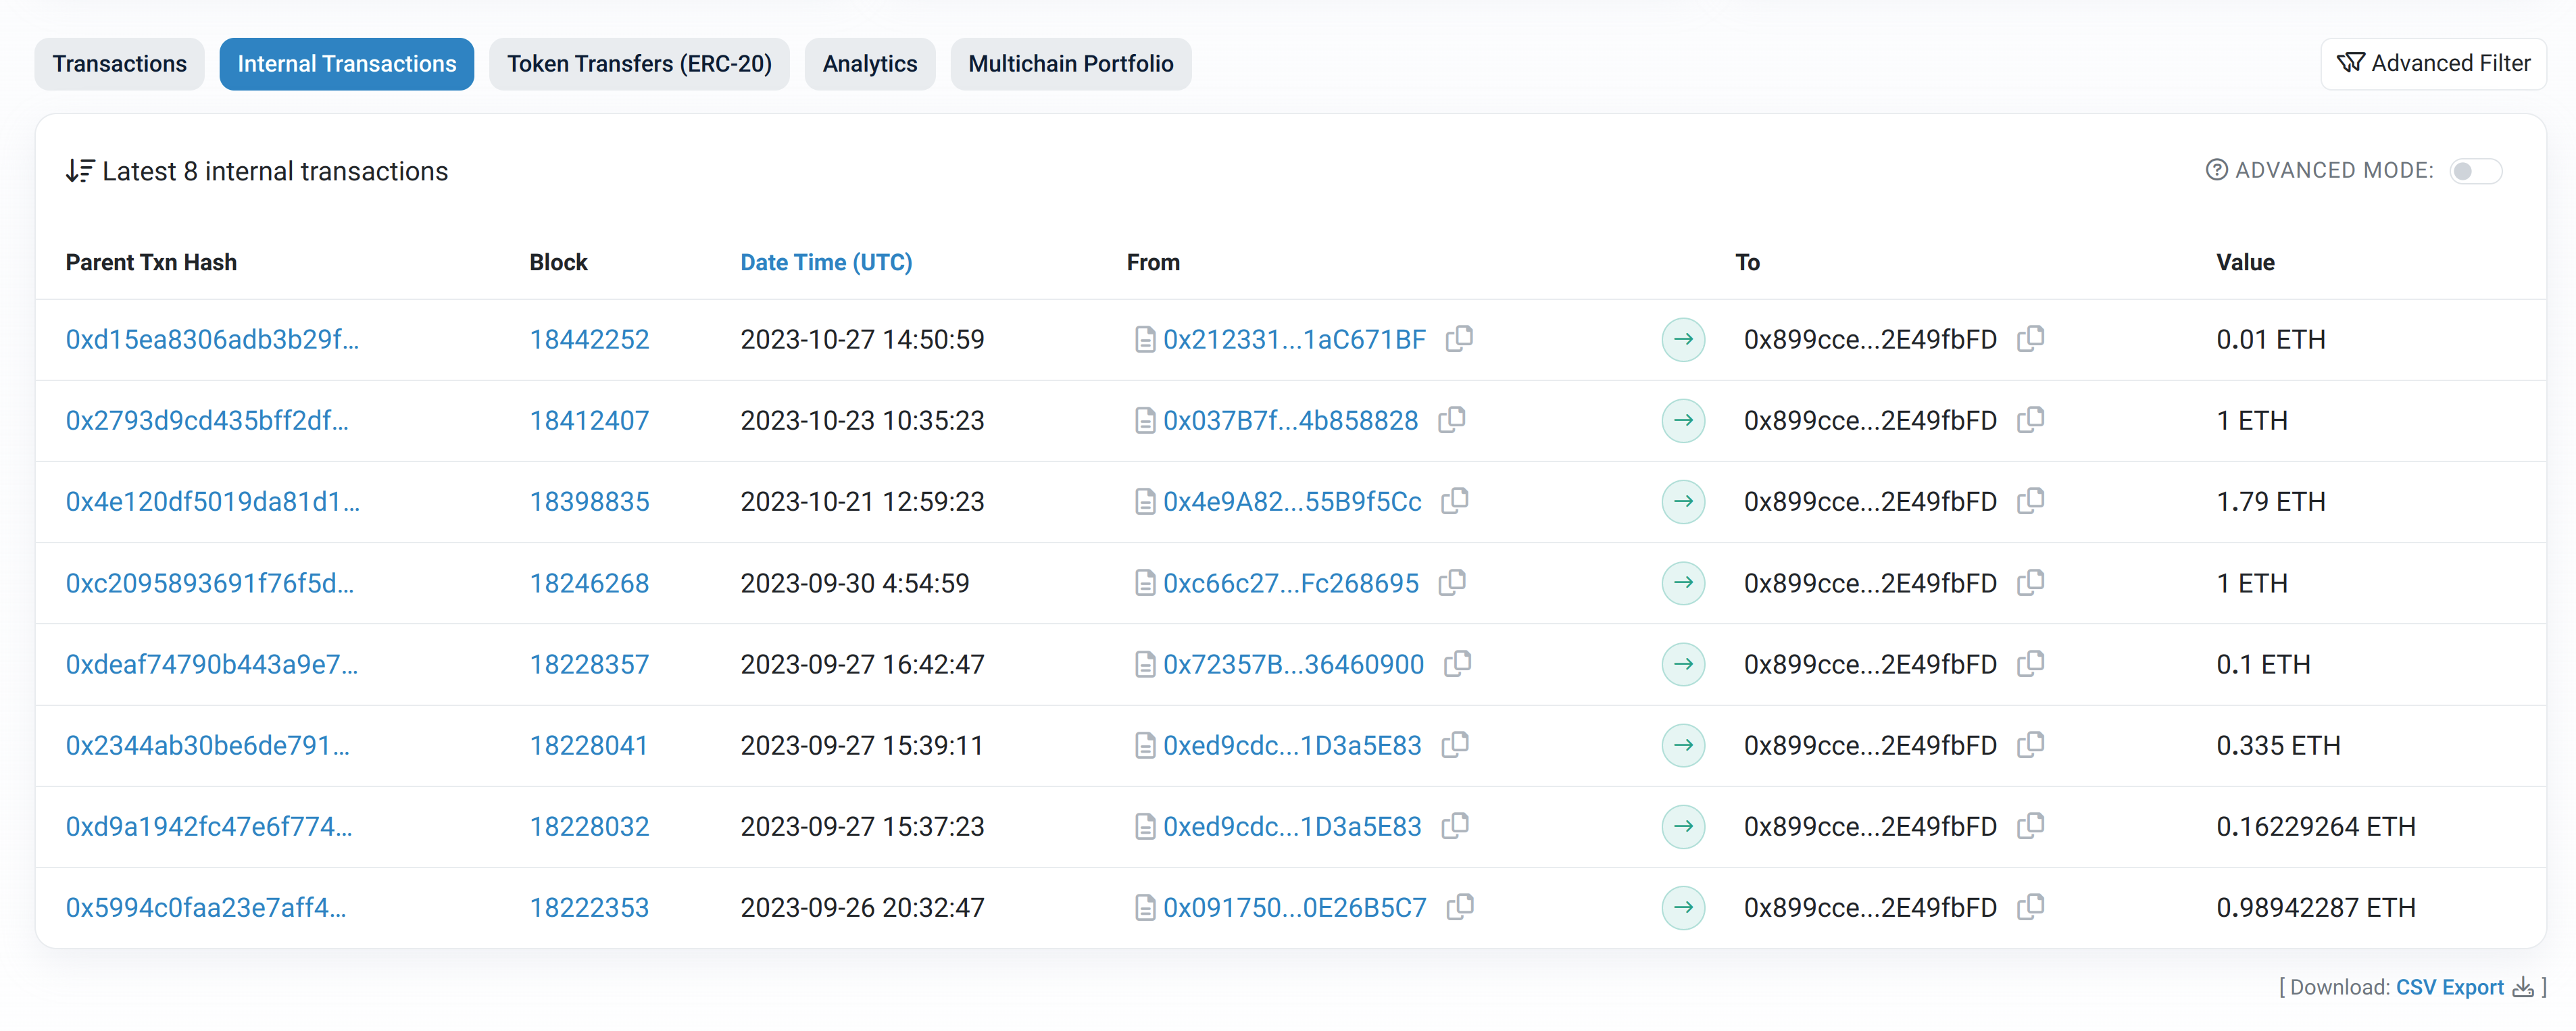 Transactions Internal Transactions Token Transfers (ERC-20) Analytics Multichain Portfolio Advanced Filter
Latest 8 internal transactions ADVANCED MODE:
Parent Txn Hash Block Date Time (UTC) From To Value
0xd15ea8306adb3b29f... 18442252 2023-10-27 14:50:59 0x212331...1aC671BF 0x899cce...2E49fbFD 0.01 ETH
0x2793d9cd435bff2df... 18412407 2023-10-23 10:35:23 0x037B7f...4b858828 0x899cce...2E49fbFD 1 ETH
0x4e120df5019da81d1... 18398835 2023-10-21 12:59:23 0x4e9A82...55B9f5Cc 0x899cce...2E49fbFD 1.79 ETH
0xc2095893691f76f5d... 18246268 2023-09-30 4:54:59 0xc66c27...Fc268695 0x899cce...2E49fbFD 1 ETH
0xdeaf74790b443a9e7... 18228357 2023-09-27 16:42:47 0x72357B...36460900 0x899cce...2E49fbFD 0.1 ETH
0x2344ab30be6de791... 18228041 2023-09-27 15:39:11 0xed9cdc...1D3a5E83 0x899cce...2E49fbFD 0.335 ETH
0xd9a1942fc47e6f774... 18228032 2023-09-27 15:37:23 0xed9cdc...1D3a5E83 0x899cce...2E49fbFD 0.16229264 ETH
0x5994c0faa23e7aff4... 18222353 2023-09-26 20:32:47 0x091750...0E26B5C7 0x899cce...2E49fbFD 0.98942287 ETH
[ Download: CSV Export ]